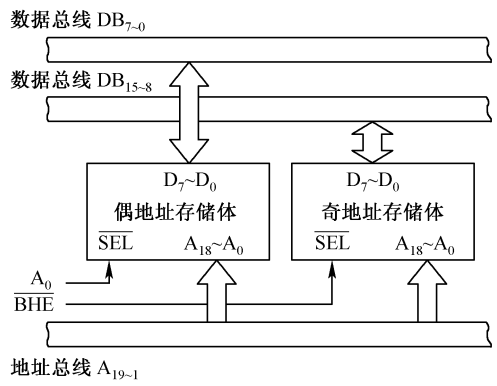 数据总线 DB7~0
数据总线 DB15~8
D7~D0 D7~D0
偶地址存储体 奇地址存储体
SEL A18~A0 SEL A18~A0
A0
BHE
地址总线 A19~1